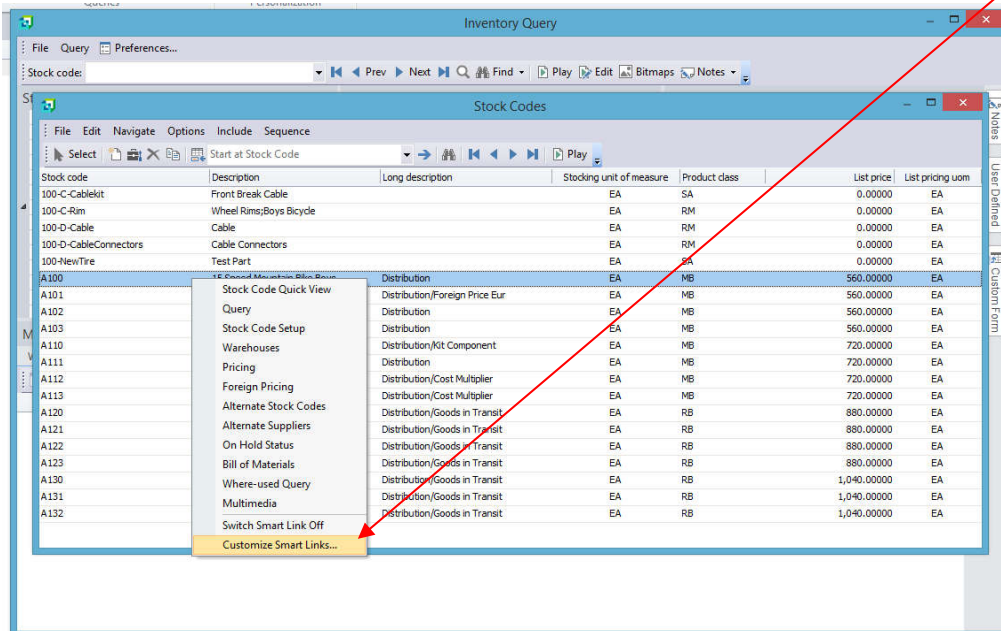 Queries Personalization
Inventory Query
File Query Preferences...
Stock code: Prev Next Find Play Edit Bitmaps Notes
Stock Codes
File Edit Navigate Options Include Sequence
Select Start at Stock Code Play
Stock code Description Long description Stocking unit of measure Product class List price List pricing uom
100-C-Cablekit Front Break Cable EA SA 0.00000 EA
100-C-Rim Wheel Rims;Boys Bicycle EA RM 0.00000 EA
100-D-Cable Cable EA RM 0.00000 EA
100-D-CableConnectors Cable Connectors EA RM 0.00000 EA
100-NewTire Test Part EA SA 0.00000 EA
A100 15 Speed Mountain Bike Boys Distribution EA MB 560.00000 EA
A101 Distribution/Foreign Price Eur EA MB 560.00000 EA
A102 Distribution EA MB 560.00000 EA
A103 Distribution EA MB 560.00000 EA
A110 Distribution/Kit Component EA MB 720.00000 EA
A111 Distribution EA MB 720.00000 EA
A112 Distribution/Cost Multiplier EA MB 720.00000 EA
A113 Distribution/Cost Multiplier EA MB 720.00000 EA
A120 Distribution/Goods in Transit EA RB 880.00000 EA
A121 Distribution/Goods in Transit EA RB 880.00000 EA
A122 Distribution/Goods in Transit EA RB 880.00000 EA
A123 Distribution/Goods in Transit EA RB 880.00000 EA
A130 Distribution/Goods in Transit EA RB 1,040.00000 EA
A131 Distribution/Goods in Transit EA RB 1,040.00000 EA
A132 Distribution/Goods in Transit EA RB 1,040.00000 EA
Stock Code Quick View
Query
Stock Code Setup
Warehouses
Pricing
Foreign Pricing
Alternate Stock Codes
Alternate Suppliers
On Hold Status
Bill of Materials
Where-used Query
Multimedia
Switch Smart Link Off
Customize Smart Links...
Notes
User Defined
Custom Form